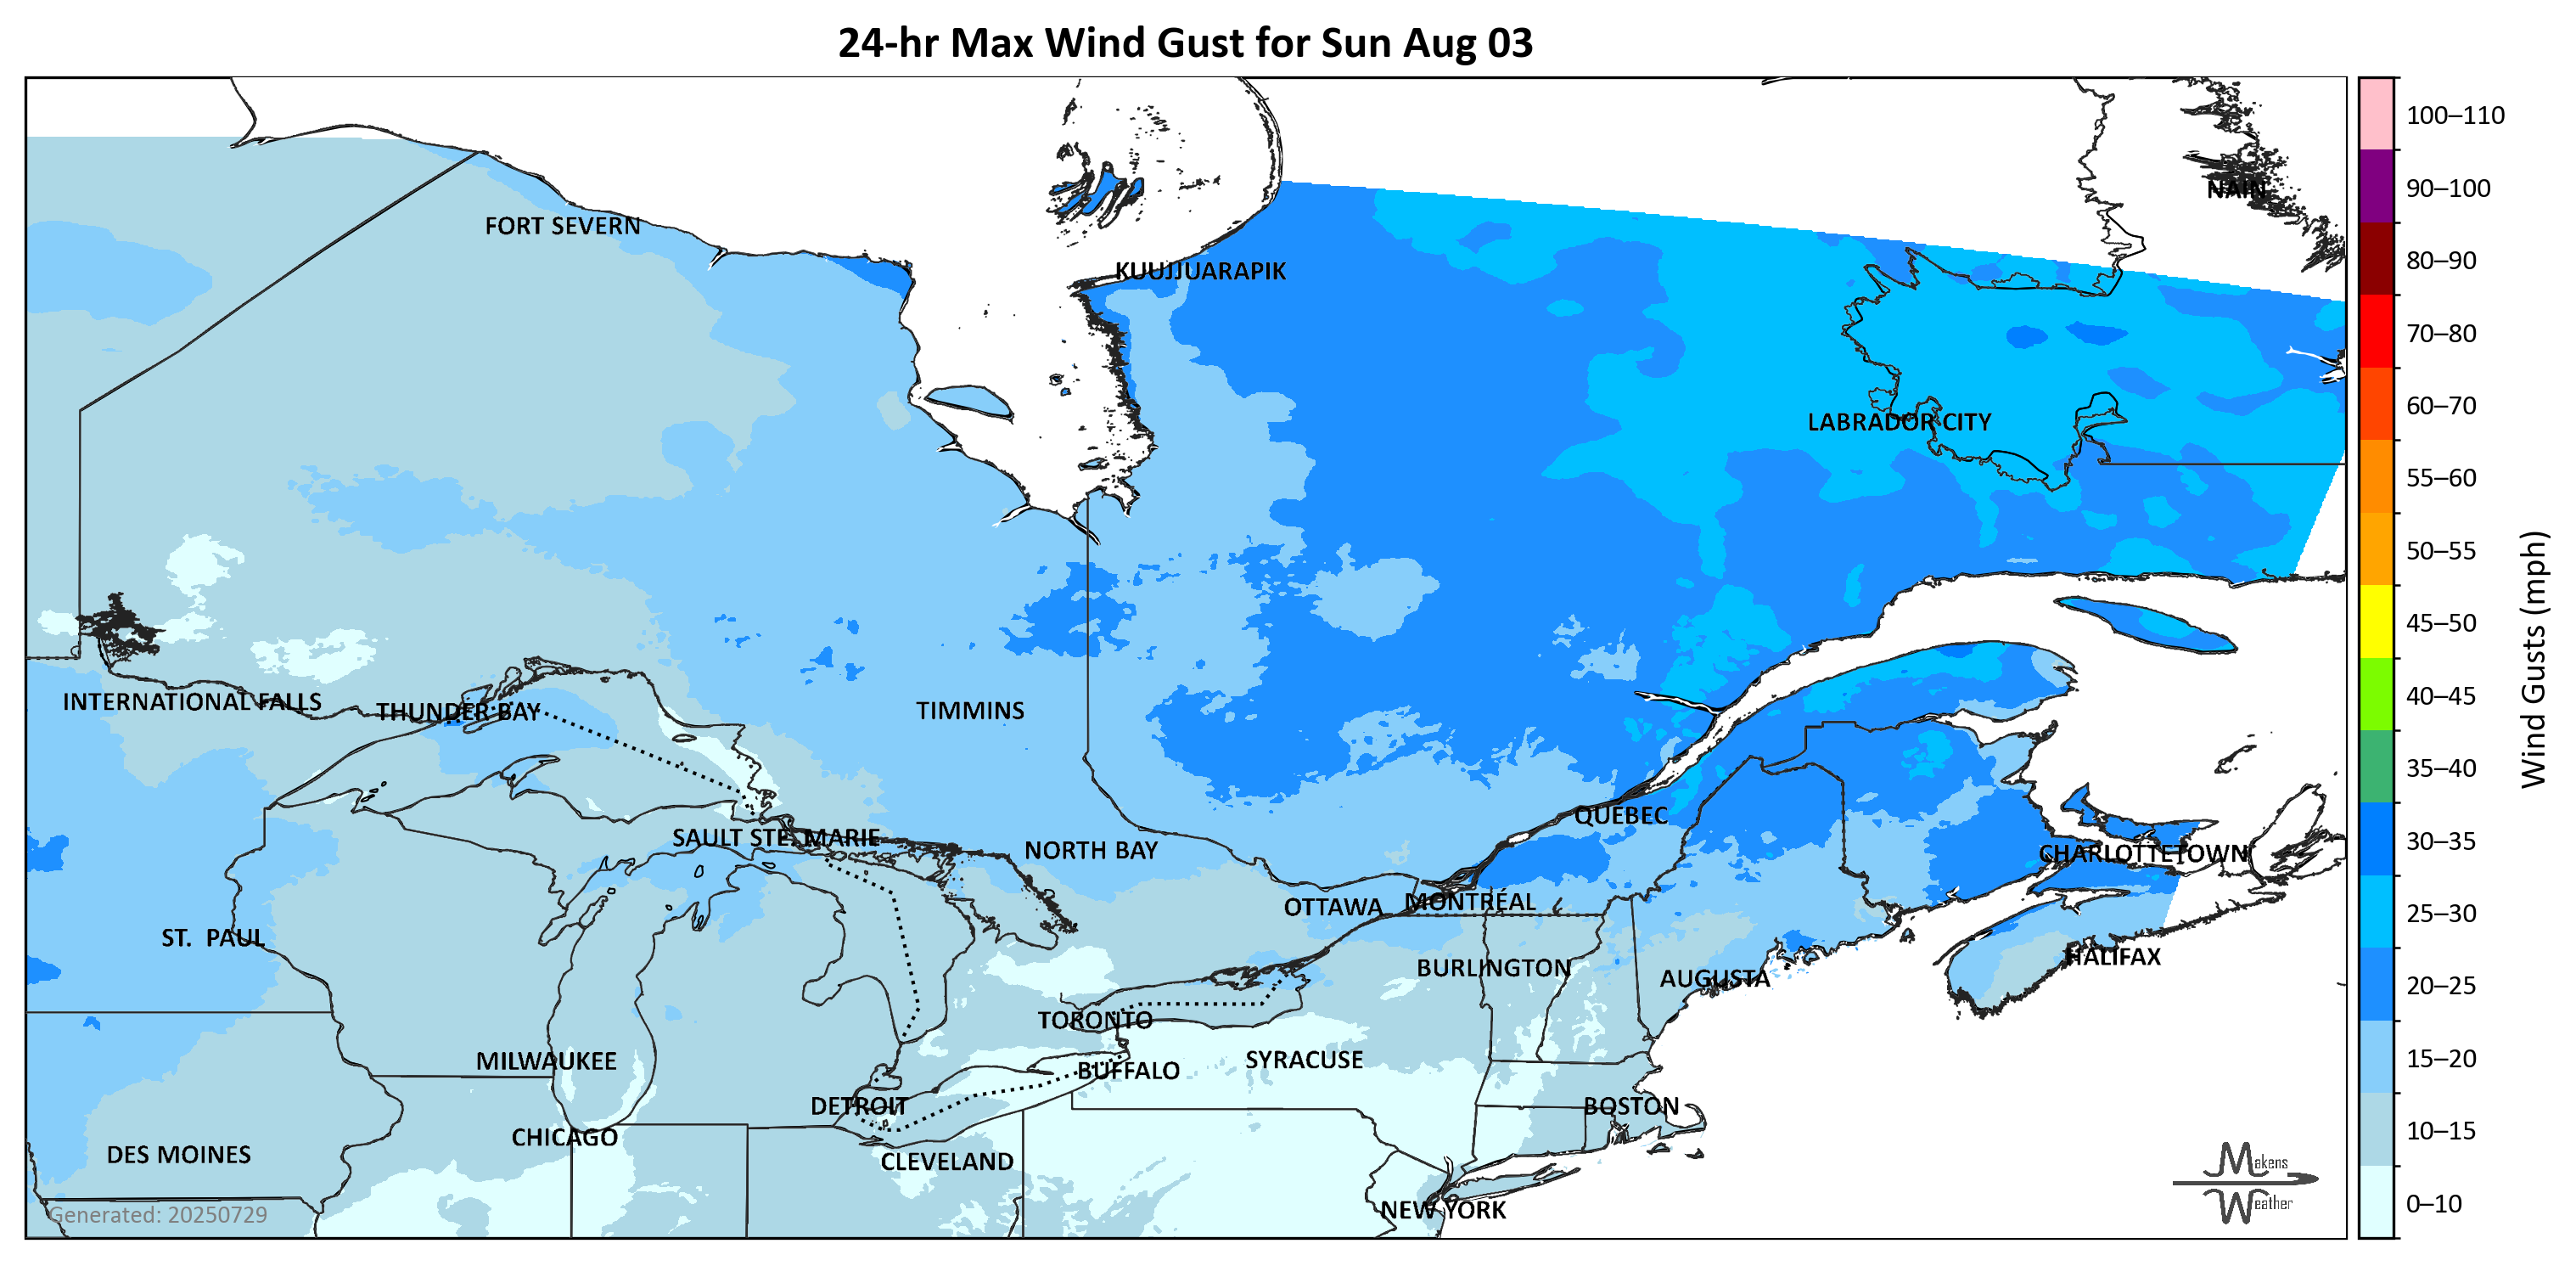 24-hr Max Wind Gust for Sun Aug 03
100–110
90–100
NAIN
FORT SEVERN
80–90
KUUJJUARAPIK
70–80
60–70
LABRADOR CITY
55–60
50–55
45–50
40–45
INTERNATIONAL FALLS
THUNDER BAY
TIMMINS
35–40
Wind Gusts (mph)
QUÉBEC
SAULT STE. MARIE
NORTH BAY
30–35
CHARLOTTETOWN
OTTAWA
MONTRÉAL
25–30
ST. PAUL
BURLINGTON
AUGUSTA
HALIFAX
20–25
TORONTO
MILWAUKEE
BUFFALO
SYRACUSE
15–20
DETROIT
BOSTON
10–15
CHICAGO
DES MOINES
CLEVELAND
Makens
Weather
0–10
NEW YORK
Generated: 20250729